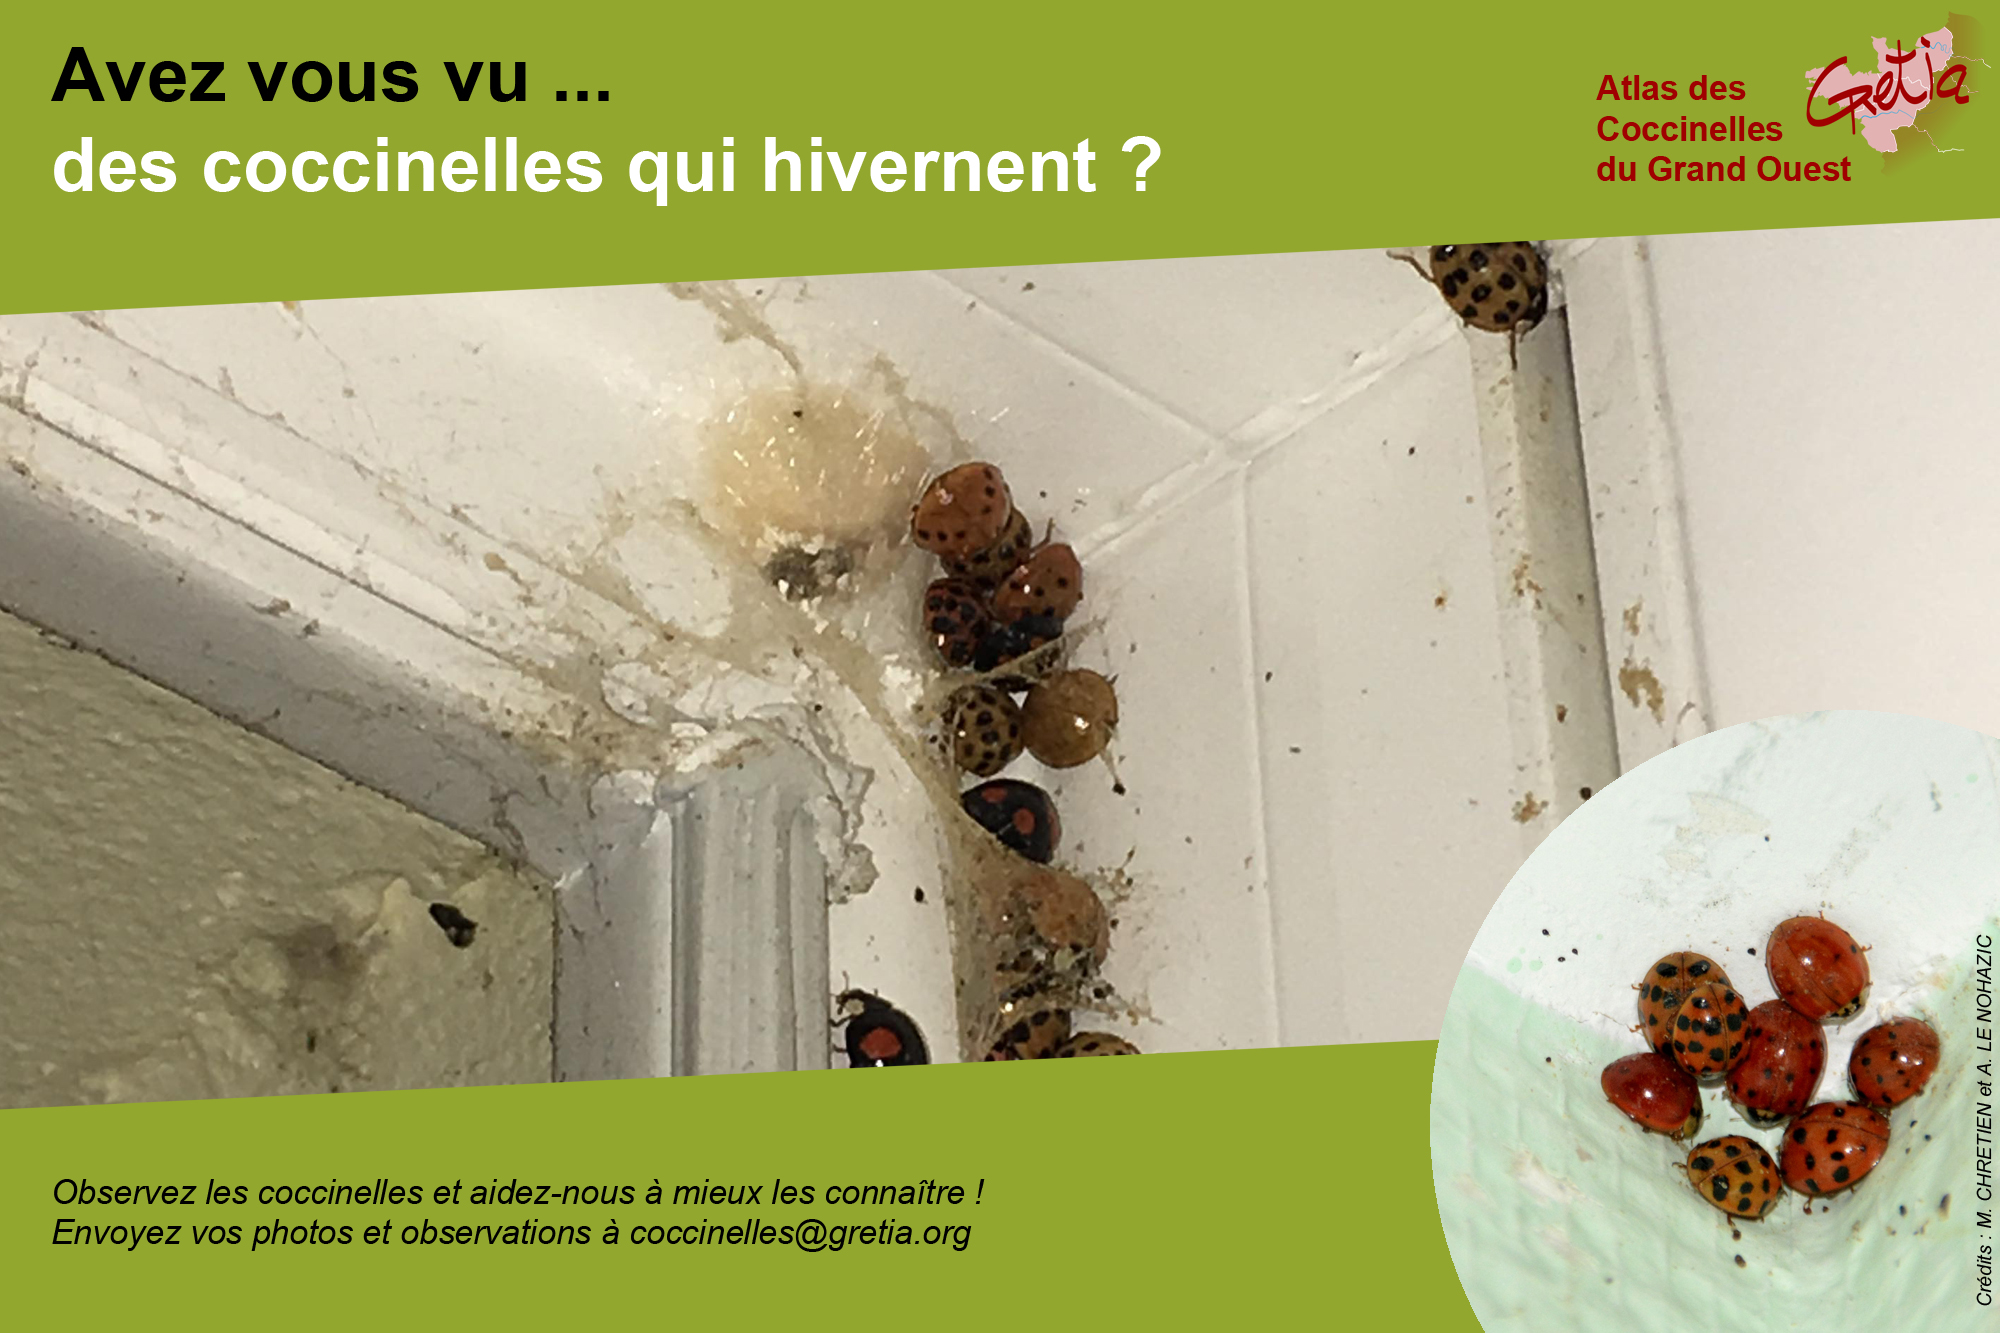 Avez vous vu ...
des coccinelles qui hivernent ?
Atlas des
Coccinelles
du Grand Ouest
Gretia
Observez les coccinelles et aidez-nous à mieux les connaître !
Envoyez vos photos et observations à coccinelles@gretia.org
Crédits : M. CHRETIEN et A. LE NOHAZIC